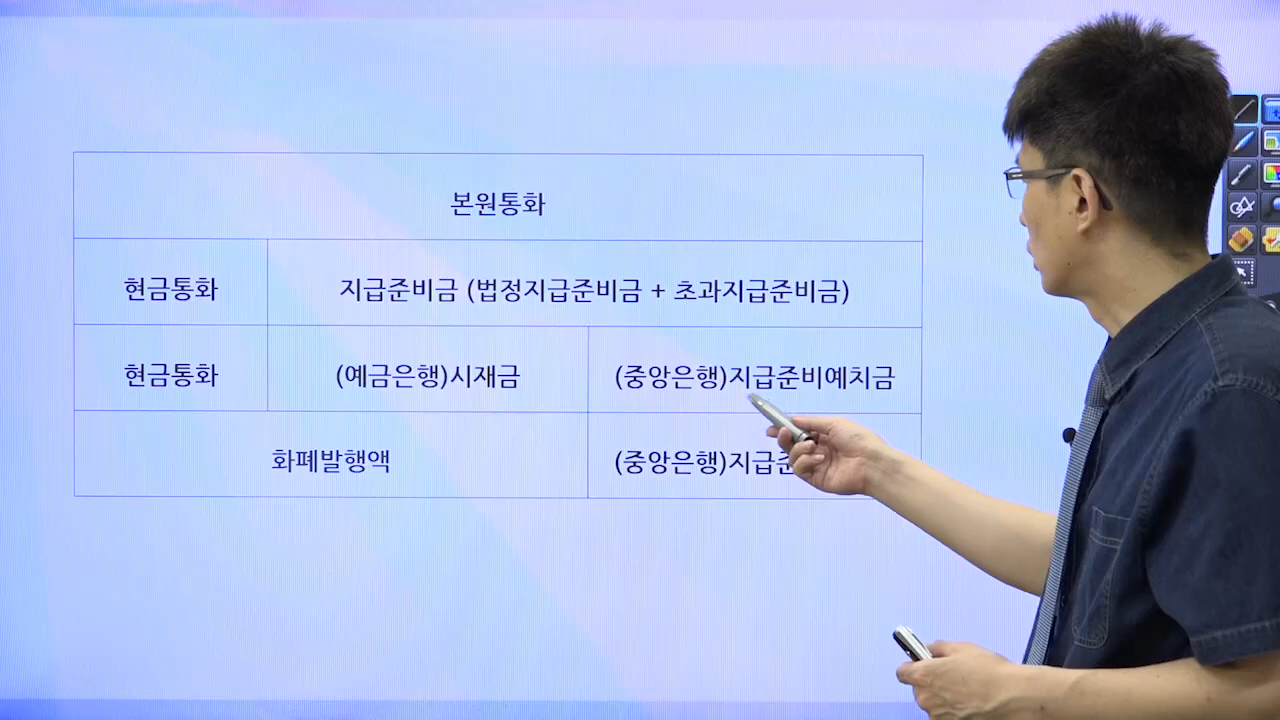 본원통화
현금통화
지급준비금 (법정지급준비금 + 초과지급준비금)
현금통화
(예금은행)시재금
(중앙은행)지급준비예치금
화폐발행액
(중앙은행)지급준